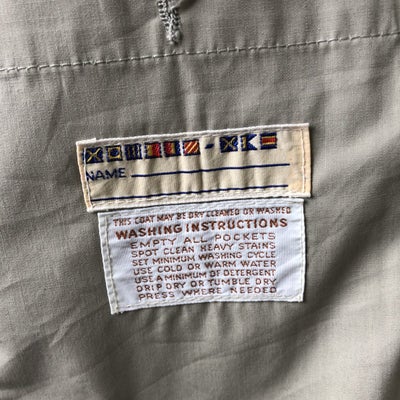 NAME
THIS COAT MAY BE DRY CLEANED OR WASHED
WASHING INSTRUCTIONS
EMPTY ALL POCKETS
SPOT CLEAN HEAVY STAINS
SET MINIMUM WASHING CYCLE
USE COLD OR WARM WATER
USE A MINIMUM OF DETERGENT
DRIP DRY OR TUMBLE DRY
PRESS WHERE NEEDED